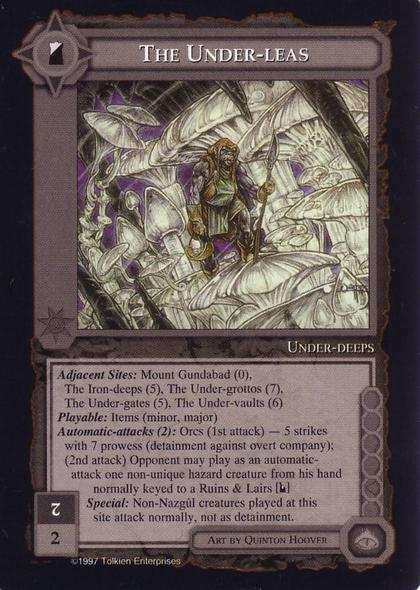 The Under-leas
Under-deeps
Adjacent Sites: Mount Gundabad (0),
The Iron-deeps (5), The Under-grottos (7),
The Under-gates (5), The Under-vaults (6)
Playable: Items (minor, major)
Automatic-attacks (2): Orcs (1st attack) — 5 strikes
with 7 prowess (detainment against overt company);
(2nd attack) Opponent may play as an automatic-
attack one non-unique hazard creature from his hand
normally keyed to a Ruins & Lairs []
Special: Non-Nazgûl creatures played at this
site attack normally, not as detainment.
2
2
Art by Quinton Hoover
©1997 Tolkien Enterprises